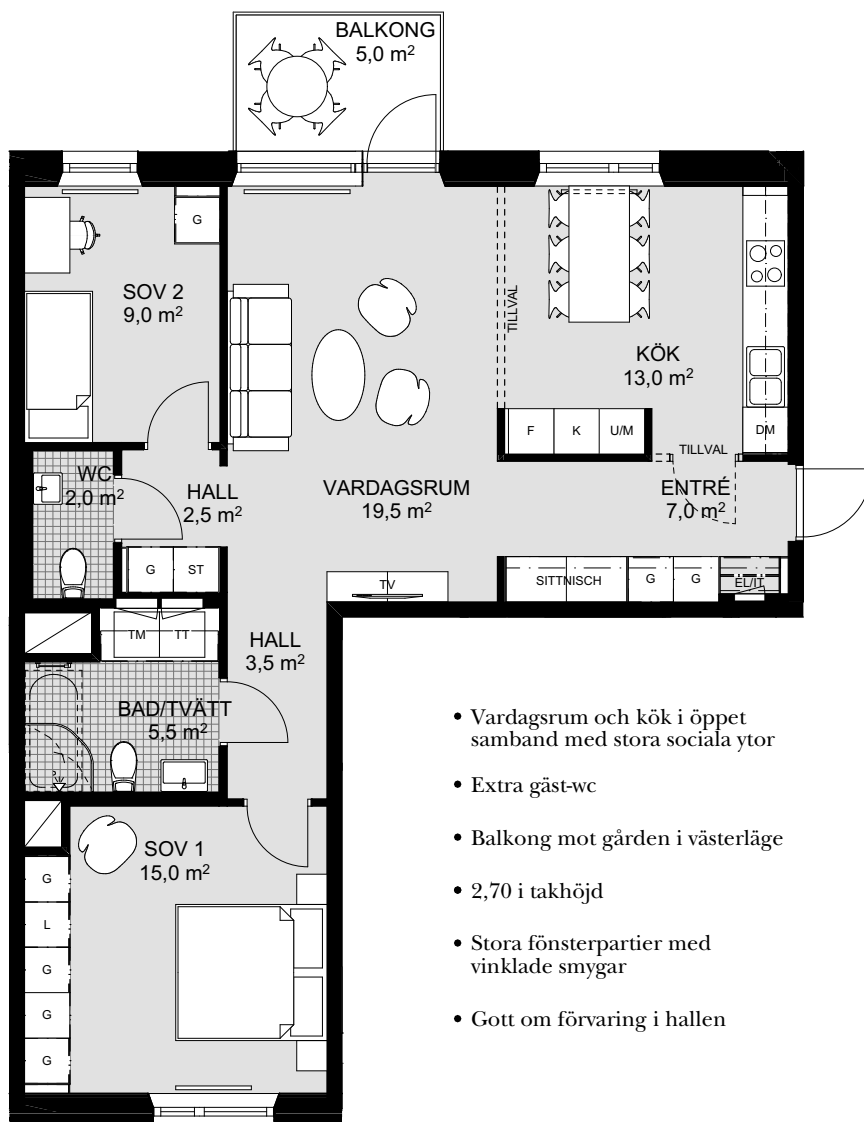 BALKONG
5,0 m²
G
SOV 2
9,0 m²
TILLVAL
KÖK
13,0 m²
F K U/M
DM
TILLVAL
WC
2,0 m²
HALL
2,5 m²
VARDAGSRUM
19,5 m²
ENTRÉ
7,0 m²
G ST
TV
SITTNISCH G G EL/IT
TM TT
HALL
3,5 m²
BAD/TVÄTT
5,5 m²
SOV 1
15,0 m²
G
L
G
G
G
• Vardagsrum och kök i öppet
samband med stora sociala ytor
• Extra gäst-wc
• Balkong mot gården i västerläge
• 2,70 i takhöjd
• Stora fönsterpartier med
vinklade smygar
• Gott om förvaring i hallen